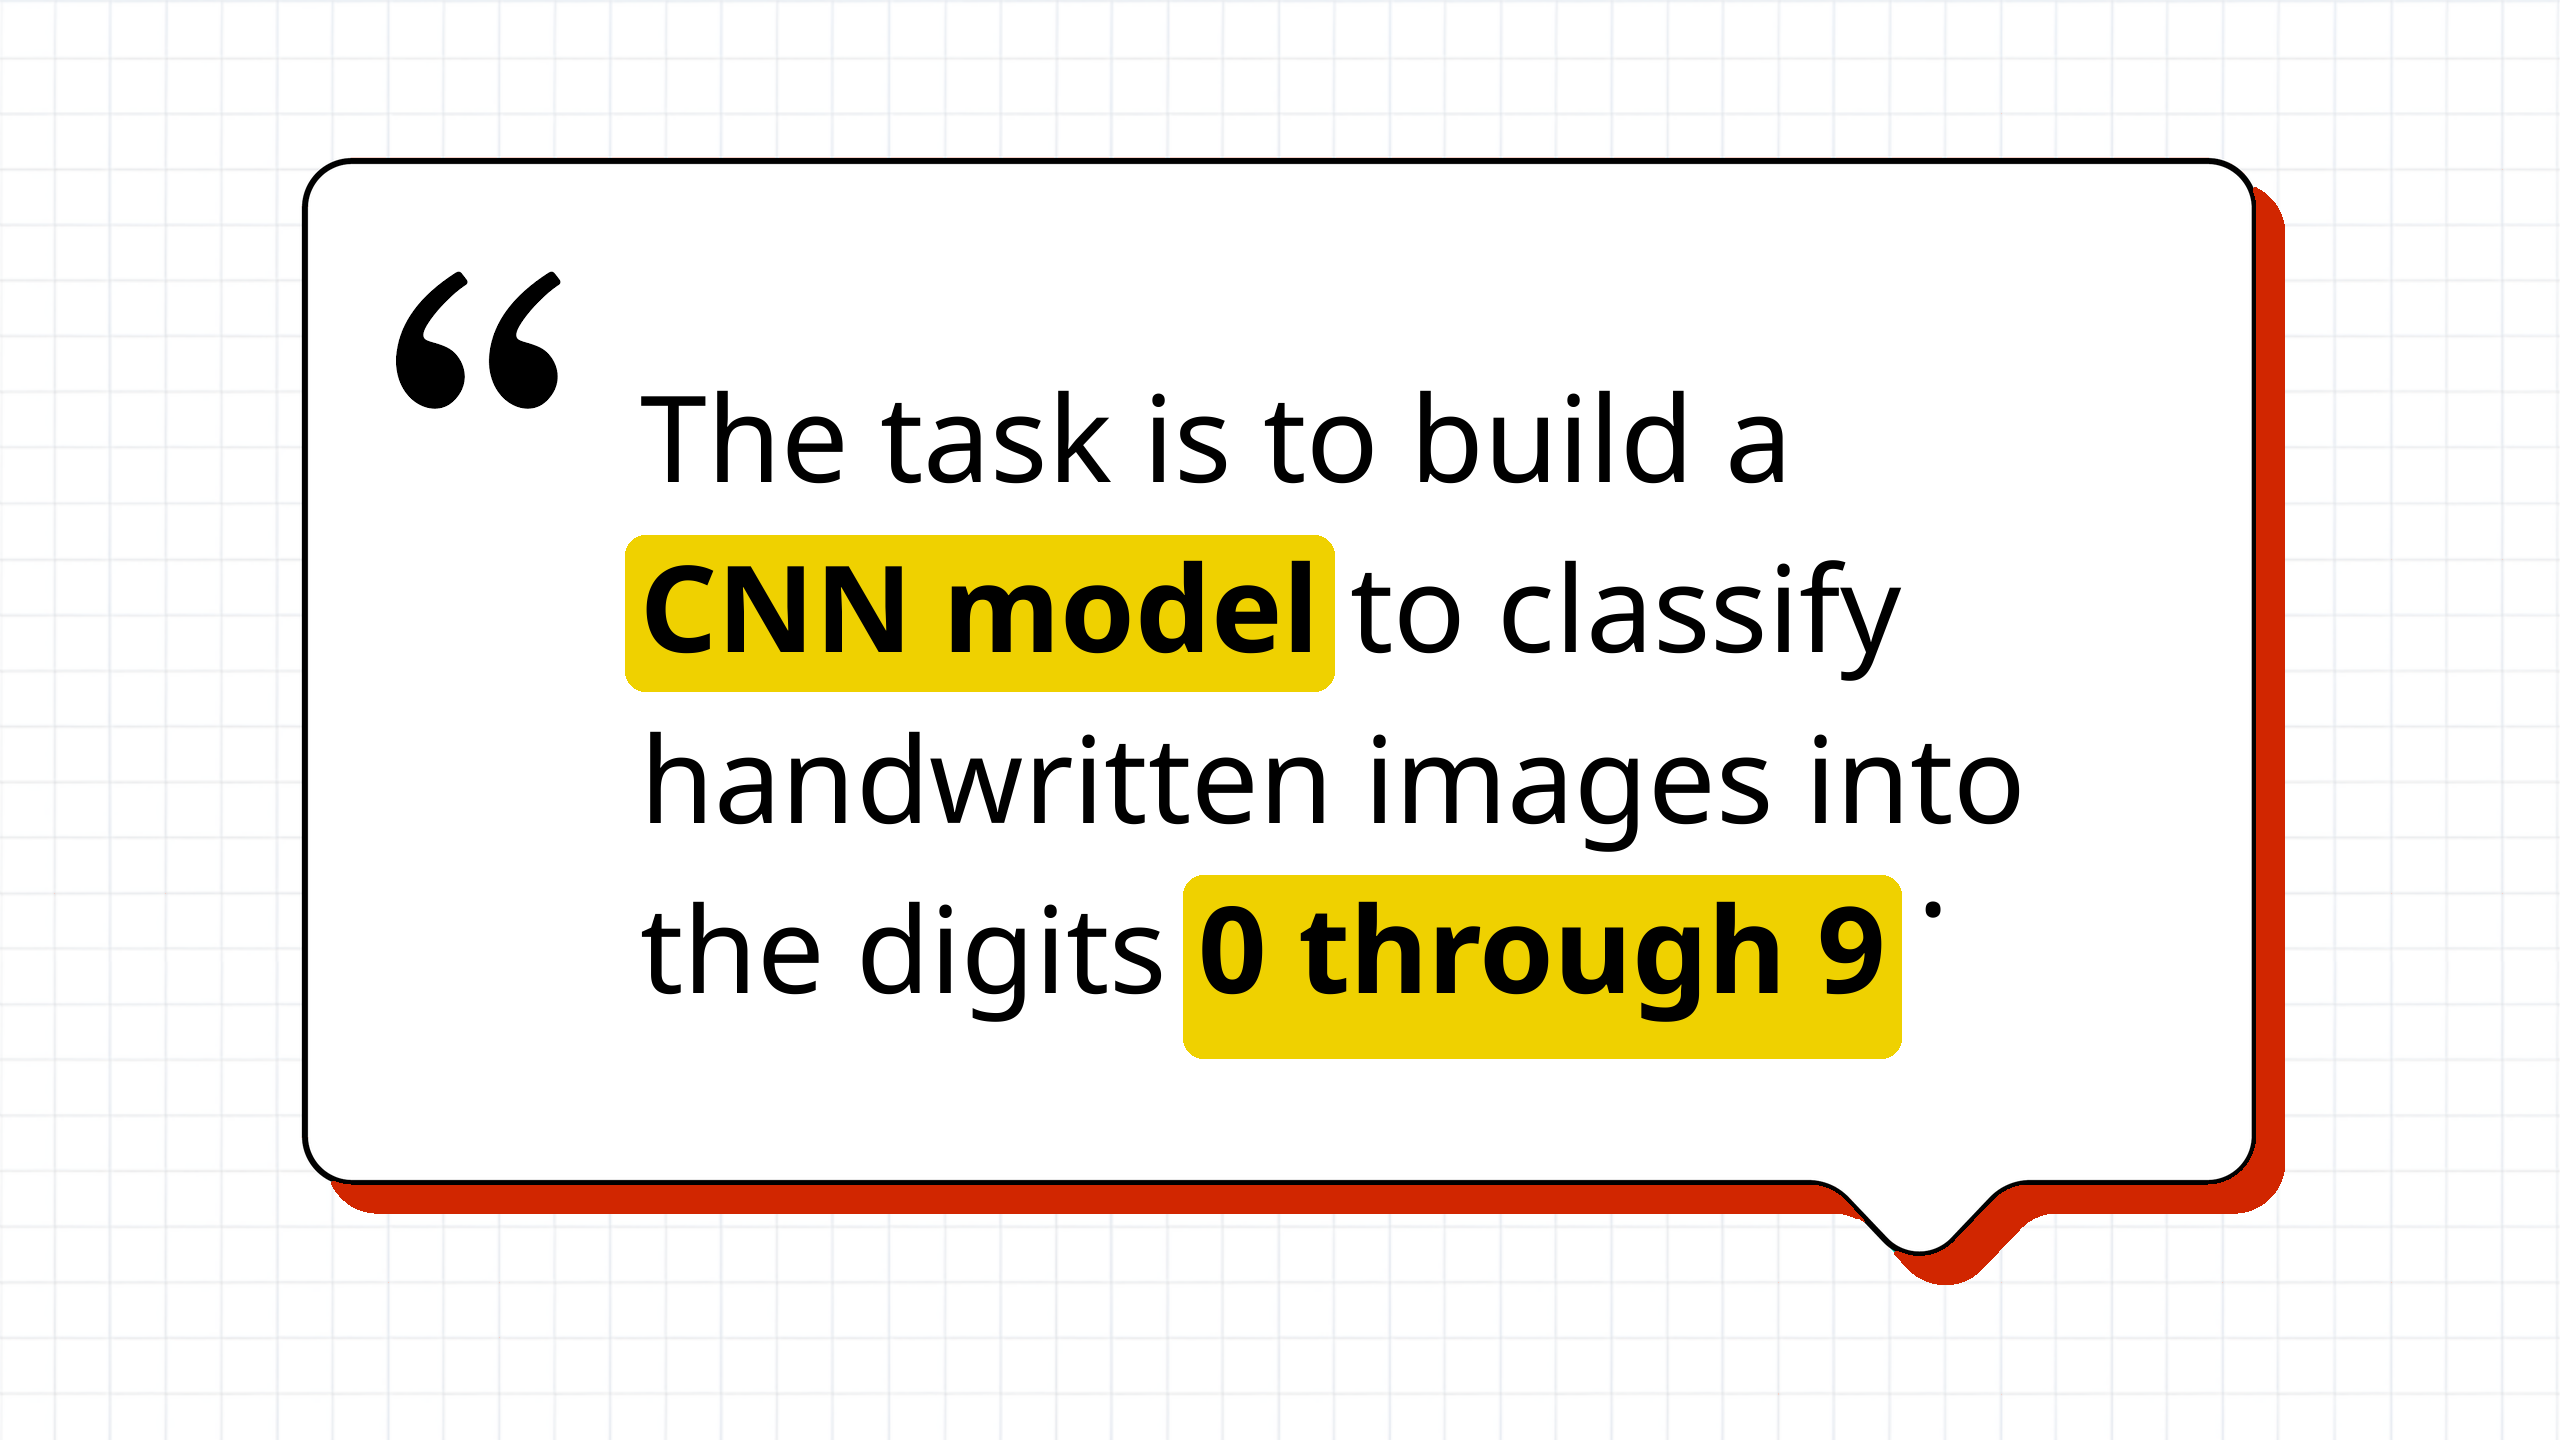 “
The task is to build a
CNN model to classify
handwritten images into
the digits 0 through 9 .